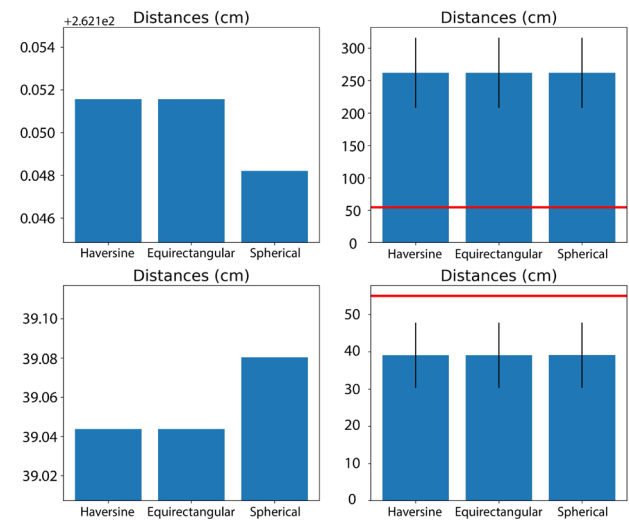 Distances (cm)
+2.621e2
0.054
0.052
0.050
0.048
0.046
Haversine Equirectangular Spherical
Distances (cm)
300
250
200
150
100
50
0
Haversine Equirectangular Spherical
Distances (cm)
39.10
39.08
39.06
39.04
39.02
Haversine Equirectangular Spherical
Distances (cm)
50
40
30
20
10
0
Haversine Equirectangular Spherical